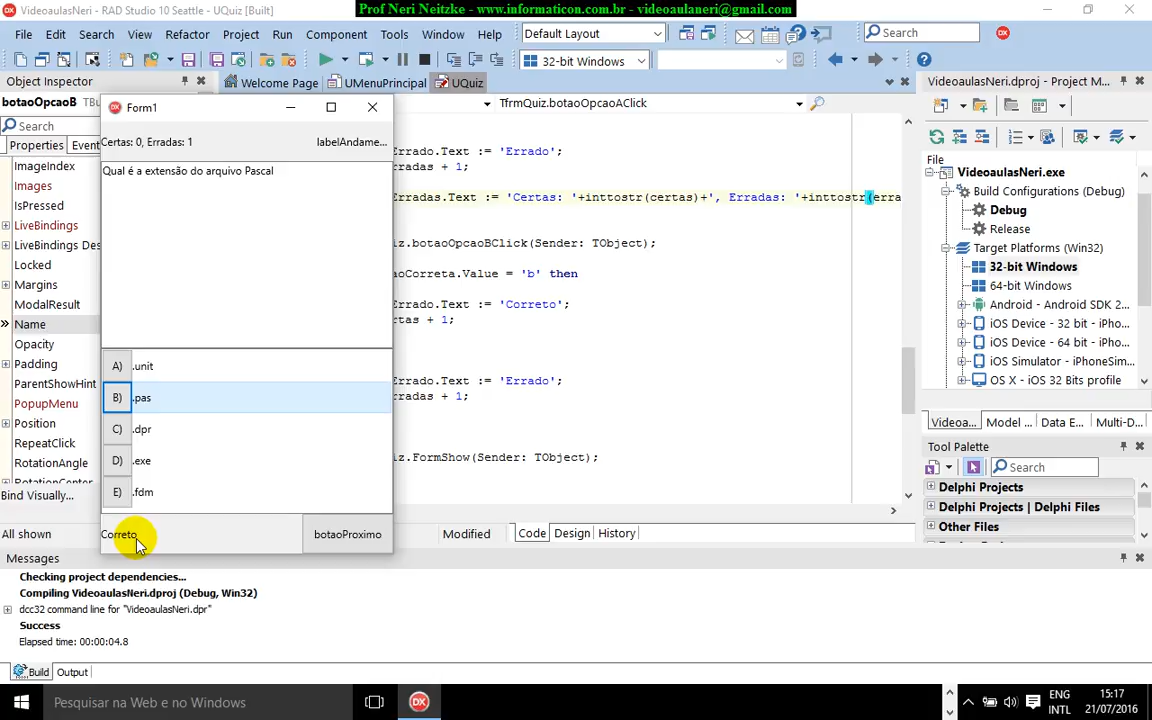 VideoaulasNeri - RAD Studio 10 Seattle - UQuiz [Built]
Prof Neri Neitzke - www.informaticon.com.br - videoaulaneri@gmail.com
File Edit Search View Refactor Project Run Component Tools Window Help
Default Layout
Search
32-bit Windows
Object Inspector
Welcome Page
UMenuPrincipal
UQuiz
VideoaulasNeri.dproj - Project M...
botaoOpcaoB TBu
Search
Properties Event
ImageIndex
Images
IsPressed
LiveBindings
LiveBindings Des
Locked
Margins
ModalResult
Name
Opacity
Padding
ParentShowHint
PopupMenu
Position
RepeatClick
RotationAngle
RotationCenter
Bind Visually...
All shown
Form1
Certas: 0, Erradas: 1
labelAndame...
Qual é a extensão do arquivo Pascal
A) .unit
B) .pas
C) .dpr
D) .exe
E) .fdm
Correto
botaoProximo
TfrmQuiz.botaoOpcaoAClick
Errado.Text := 'Errado';
rradas + 1;
Erradas.Text := 'Certas: '+inttostr(certas)+', Erradas: '+inttostr(erra
iz.botaoOpcaoBClick(Sender: TObject);
aoCorreta.Value = 'b' then
Errado.Text := 'Correto';
rtas + 1;
Errado.Text := 'Errado';
rradas + 1;
iz.FormShow(Sender: TObject);
Modified
Code Design History
File
VideoaulasNeri.exe
Build Configurations (Debug)
Debug
Release
Target Platforms (Win32)
32-bit Windows
64-bit Windows
Android - Android SDK 2...
iOS Device - 32 bit - iPho...
iOS Device - 64 bit - iPho...
iOS Simulator - iPhoneSim...
OS X - iOS 32 Bits profile
Videoa... Model ... Data E... Multi-D...
Tool Palette
Search
Delphi Projects
Delphi Projects | Delphi Files
Other Files
Messages
Checking project dependencies...
Compiling VideoaulasNeri.dproj (Debug, Win32)
dcc32 command line for "VideoaulasNeri.dpr"
Success
Elapsed time: 00:00:04.8
Build Output
Pesquisar na Web e no Windows
ENG
INTL
15:17
21/07/2016